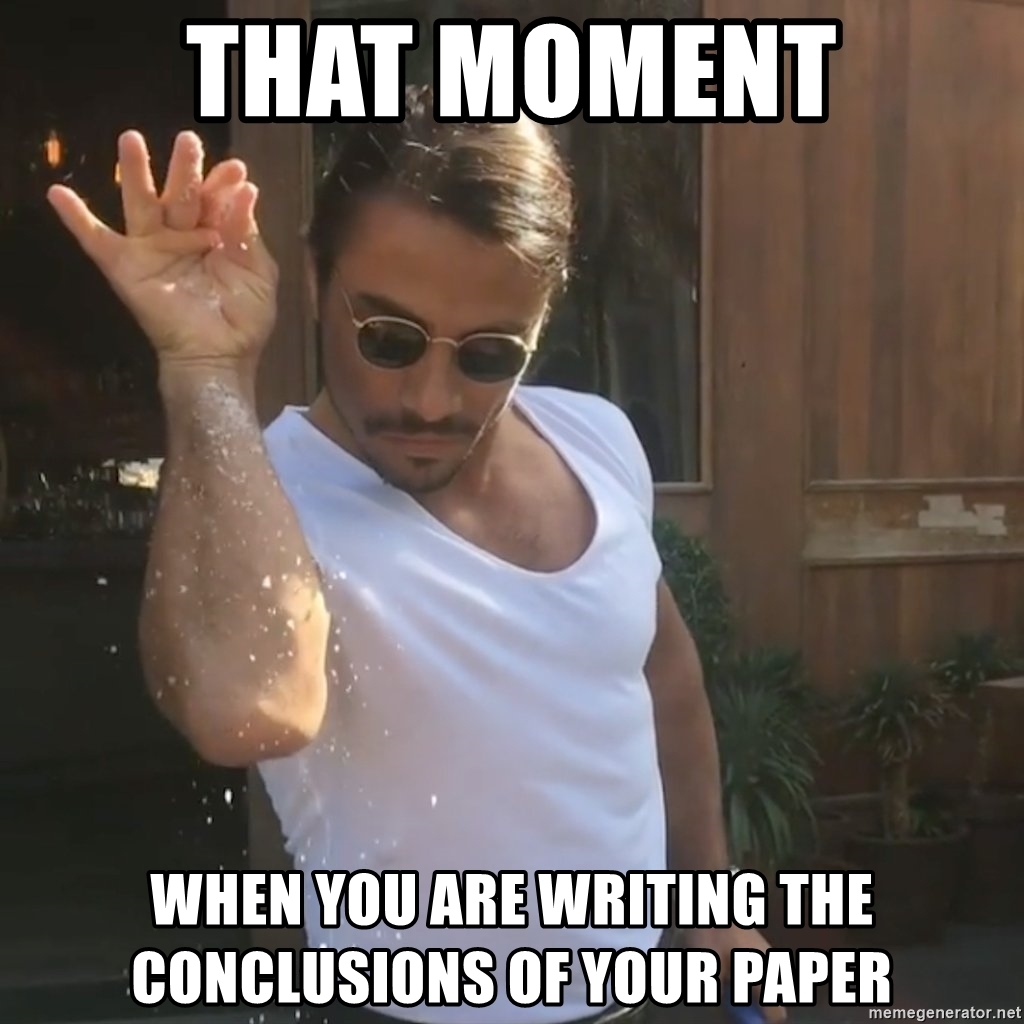 THAT MOMENT
WHEN YOU ARE WRITING THE
CONCLUSIONS OF YOUR PAPER
memegenerator.net